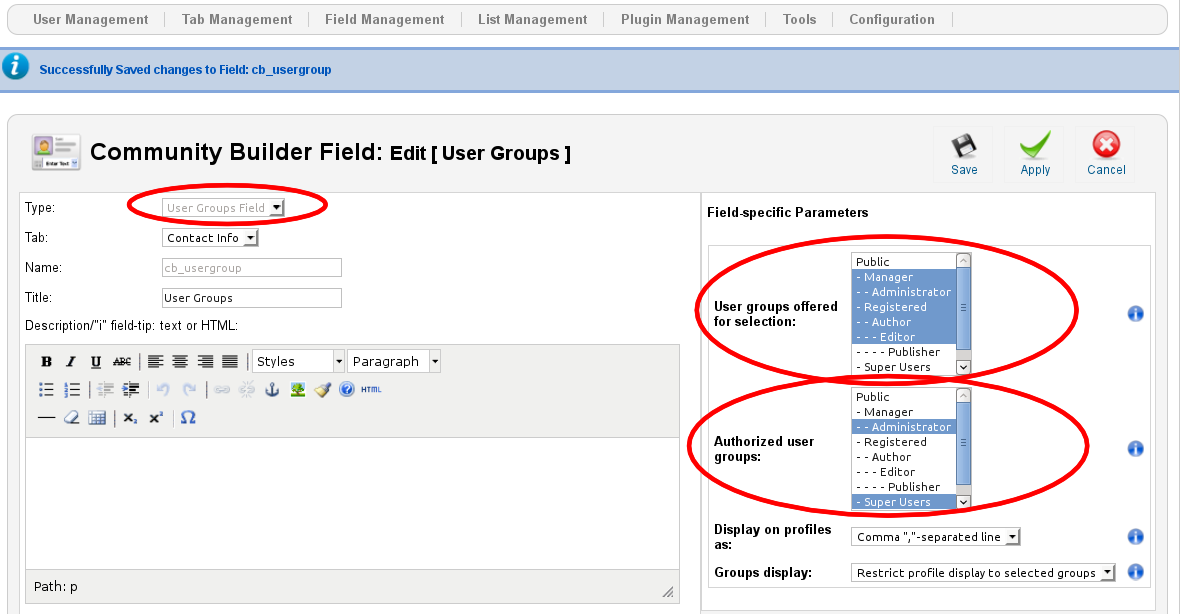 User Management Tab Management Field Management List Management Plugin Management Tools Configuration
Successfully Saved changes to Field: cb_usergroup
Community Builder Field: Edit [ User Groups ]
Save Apply Cancel
Type: User Groups Field
Tab: Contact Info
Name: cb_usergroup
Title: User Groups
Description/"i" field-tip: text or HTML:
B I U ABC Styles Paragraph
HTML
Path: p
Field-specific Parameters
User groups offered
for selection:
Public
- Manager
- - Administrator
- Registered
- - Author
- - - Editor
- - - - Publisher
- Super Users
Authorized user
groups:
Public
- Manager
- - Administrator
- Registered
- - Author
- - - Editor
- - - - Publisher
- Super Users
Display on profiles
as:
Comma ","-separated line
Groups display: Restrict profile display to selected groups